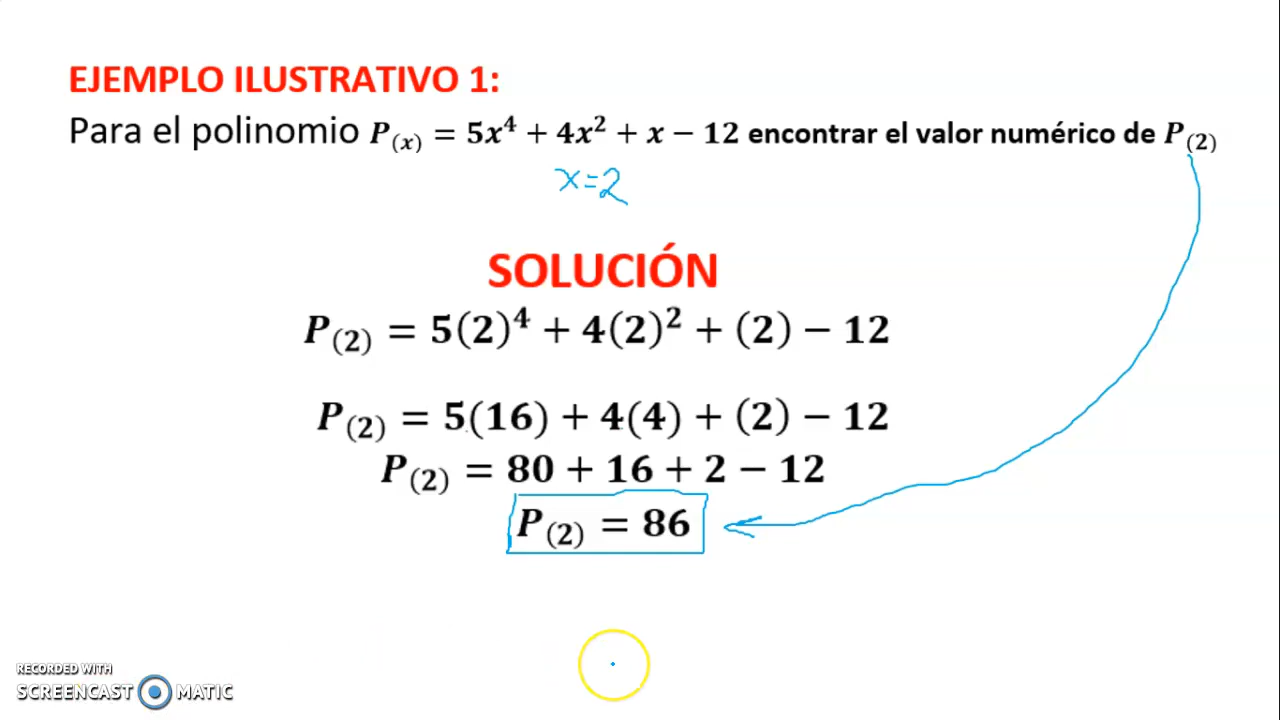 EJEMPLO ILUSTRATIVO 1:
Para el polinomio P₍ₓ₎ = 5x⁴ + 4x² + x − 12 encontrar el valor numérico de P₍₂₎
x=2
SOLUCIÓN
P₍₂₎ = 5(2)⁴ + 4(2)² + (2) − 12
P₍₂₎ = 5(16) + 4(4) + (2) − 12
P₍₂₎ = 80 + 16 + 2 − 12
P₍₂₎ = 86
RECORDED WITH
SCREENCAST MATIC